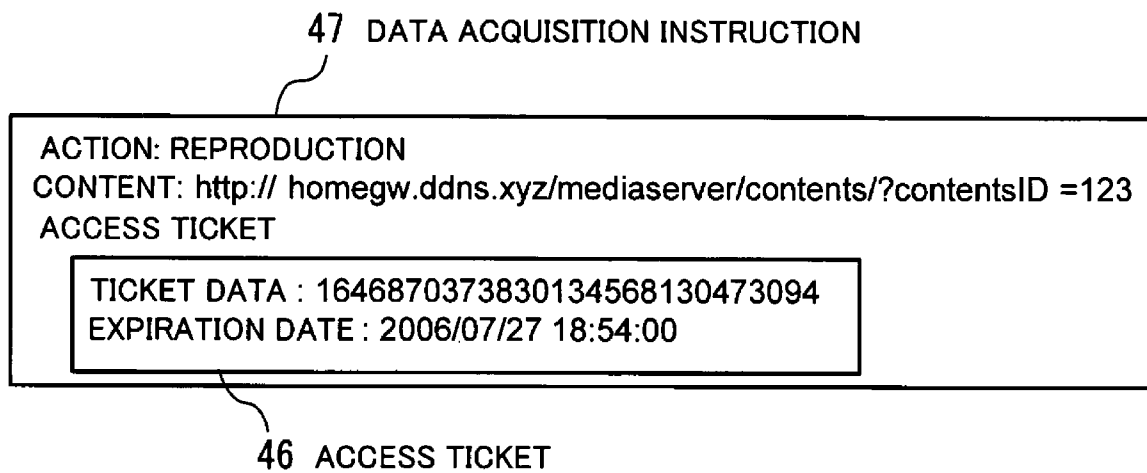 47 DATA ACQUISITION INSTRUCTION
ACTION: REPRODUCTION
CONTENT: http:// homegw.ddns.xyz/mediaserver/contents/?contentsID =123
ACCESS TICKET
TICKET DATA : 1646870373830134568130473094
EXPIRATION DATE : 2006/07/27 18:54:00
46 ACCESS TICKET